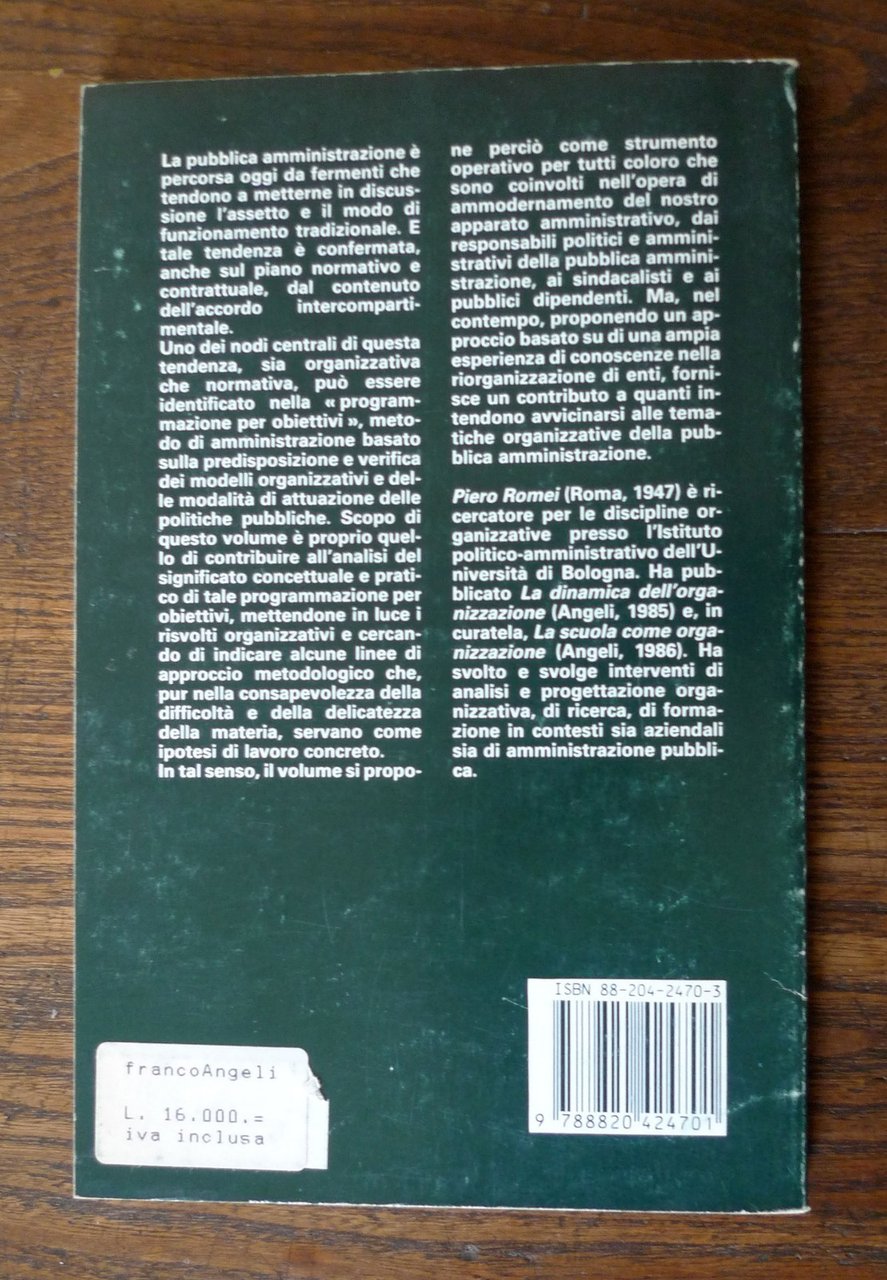 La pubblica amministrazione è
percorsa oggi da fermenti che
tendono a metterne in discus-
sione l'assetto e il modo di
funzionamento tradizionale. E
tale tendenza è confermata,
anche sul piano normativo e
contrattuale, dal contenuto
dell'accordo intercomparti-
mentale.
Uno dei nodi centrali di questa
tendenza, sia organizzativa
che normativa, può essere
identificato nella « program-
mazione per obiettivi », meto-
do di amministrazione basato
sulla predisposizione e verifica
dei modelli organizzativi e del-
le modalità di attuazione delle
politiche pubbliche. Scopo di
questo volume è proprio quel-
lo di contribuire all'analisi del
significato concettuale e prati-
co di tale programmazione per
obiettivi, mettendone in luce i
risvolti organizzativi e cercan-
do di indicare alcune linee di
approccio metodologico che,
pur nella consapevolezza della
difficoltà e della delicatezza
della materia, servano come
ipotesi di lavoro concreto.
In tal senso, il volume si propo-
ne perciò come strumento
operativo per tutti coloro che
sono coinvolti nell'opera di
ammodernamento del nostro
apparato amministrativo, dai
responsabili politici e ammini-
strativi della pubblica ammini-
strazione, ai sindacalisti e ai
pubblici dipendenti. Ma, nel
contempo, proponendo un ap-
proccio basato su di una ampia
esperienza di conoscenze nella
riorganizzazione di enti, forni-
sce un contributo a quanti in-
tendono avvicinarsi alle tema-
tiche organizzative della pub-
blica amministrazione.
Piero Romei (Roma, 1947) è ri-
cercatore per le discipline or-
ganizzative presso l'Istituto
politico-amministrativo dell'U-
niversità di Bologna. Ha pub-
blicato La dinamica dell'orga-
nizzazione (Angeli, 1985) e, in
curatela, La scuola come orga-
nizzazione (Angeli, 1986). Ha
svolto e svolge interventi di
analisi e progettazione orga-
nizzativa, di ricerca, di forma-
zione in contesti sia aziendali
sia di amministrazione pubbli-
ca.
ISBN 88-204-2470-3
9 788820 424701
francoAngeli
L. 16.000.=
iva inclusa